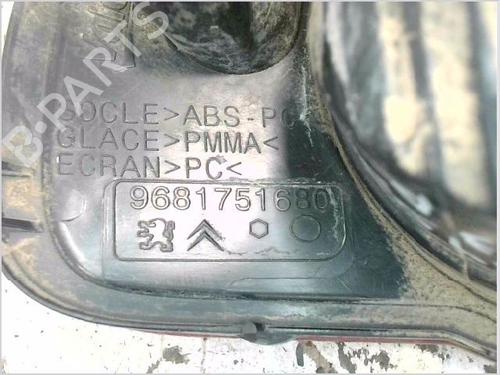 B-PARTS
SOCLE>ABS-PC
GLACE>PMMA<
ECRAN>PC<
9681751680